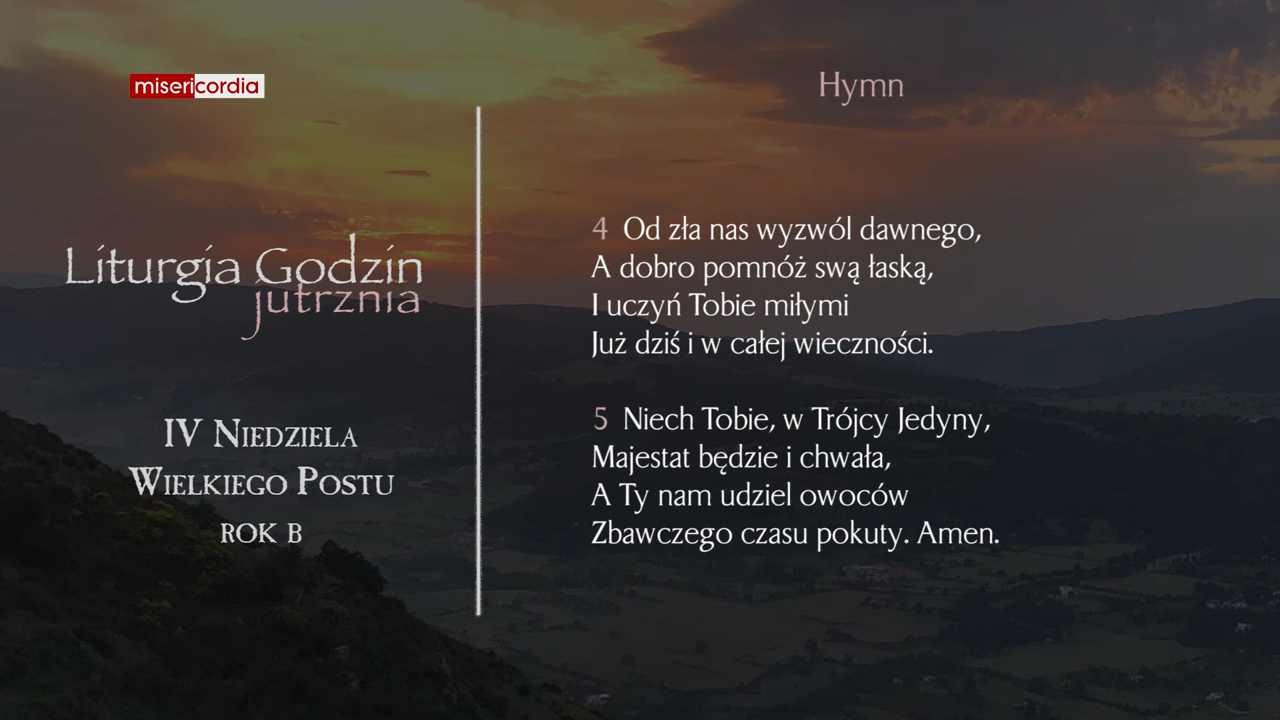 misericordia
Liturgia Godzin
jutrznia
IV Niedziela
Wielkiego Postu
rok B
Hymn
4 Od zła nas wyzwól dawnego,
A dobro pomnóż swą łaską,
I uczyń Tobie miłymi
Już dziś i w całej wieczności.
5 Niech Tobie, w Trójcy Jedyny,
Majestat będzie i chwała,
A Ty nam udziel owoców
Zbawczego czasu pokuty. Amen.